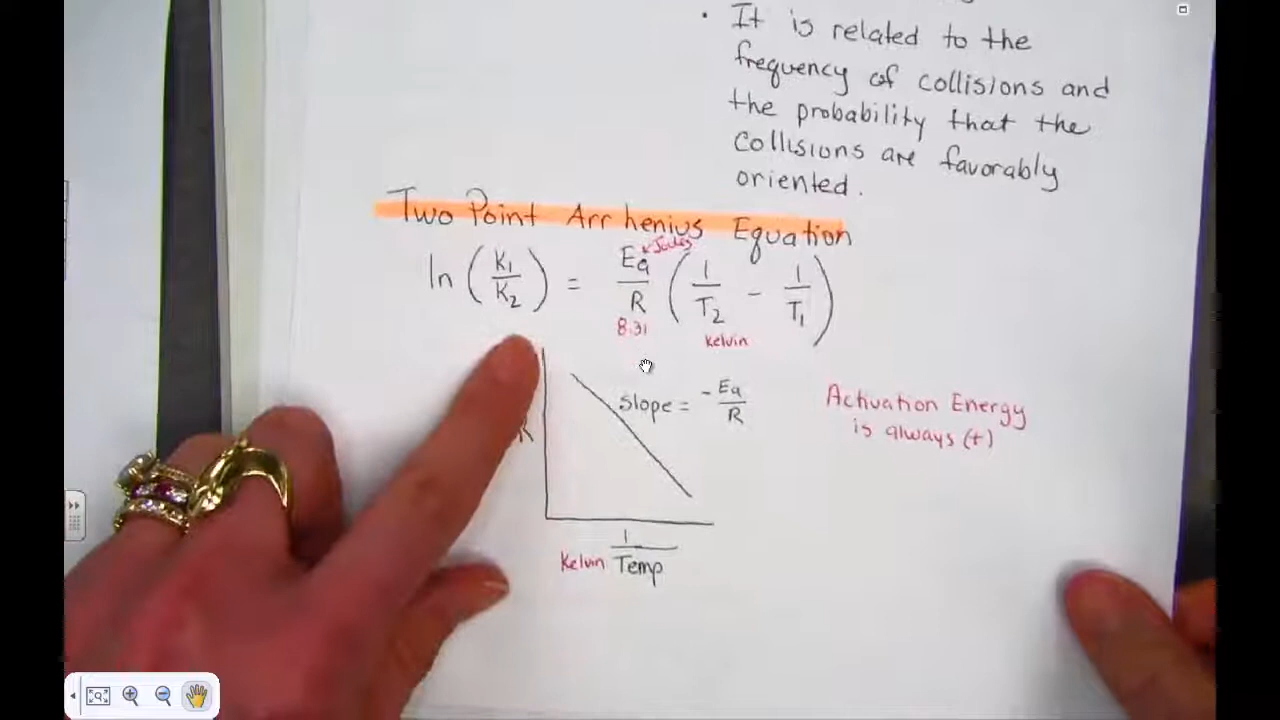 · It is related to the
frequency of collisions and
the probability that the
collisions are favorably
oriented.
Two Point Arrhenius Equation
ln (K1/K2) = Ea/R (1/T2 - 1/T1)
Joules
8.31
Kelvin
Slope = -Ea/R
Activation Energy
is always (+)
K
1
Kelvin Temp